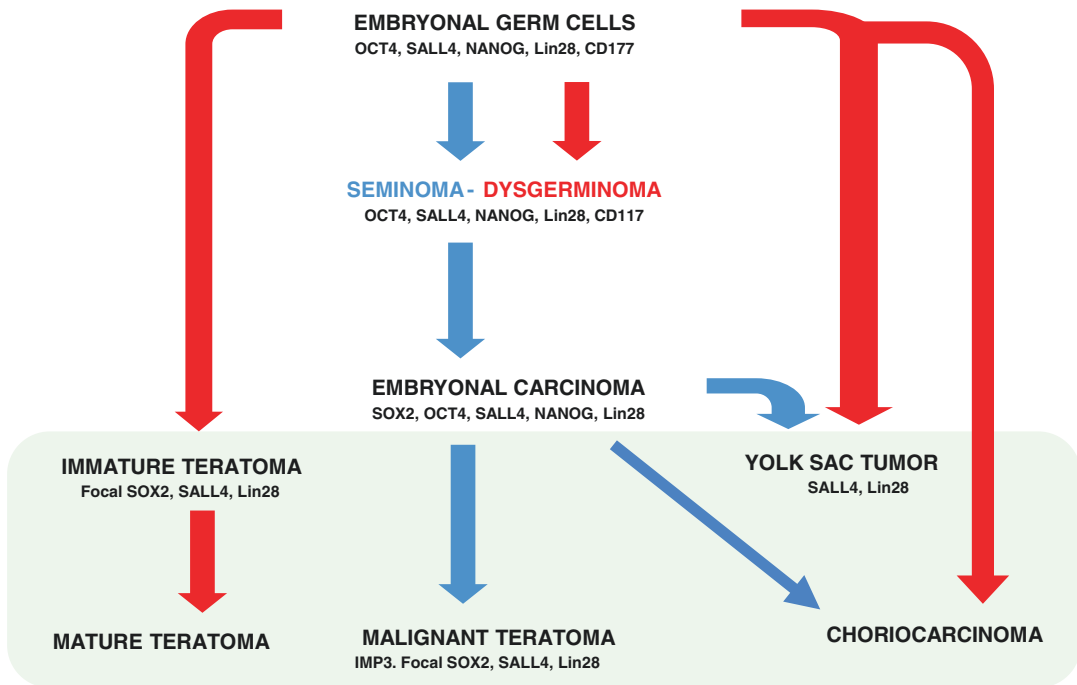 EMBRYONAL GERM CELLS
OCT4, SALL4, NANOG, Lin28, CD177
SEMINOMA - DYSGERMINOMA
OCT4, SALL4, NANOG, Lin28, CD117
EMBRYONAL CARCINOMA
SOX2, OCT4, SALL4, NANOG, Lin28
IMMATURE TERATOMA
Focal SOX2, SALL4, Lin28
YOLK SAC TUMOR
SALL4, Lin28
MATURE TERATOMA
MALIGNANT TERATOMA
IMP3. Focal SOX2, SALL4, Lin28
CHORIOCARCINOMA